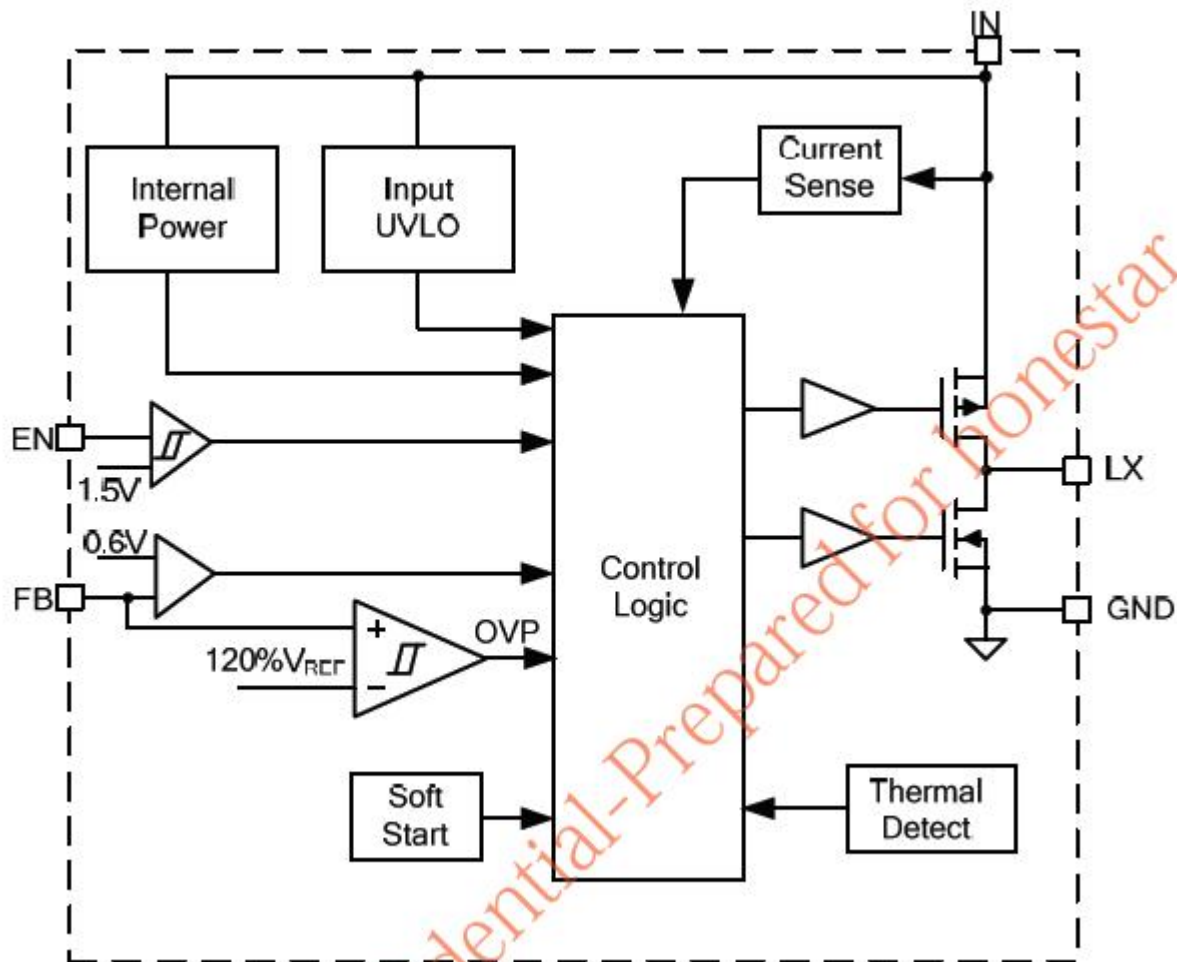 IN
Current
Sense
Internal
Power
Input
UVLO
EN
1.5V
0.6V
FB
+
120%VREF
−
OVP
Control
Logic
LX
GND
Soft
Start
Thermal
Detect
dential-Prepared for honestar